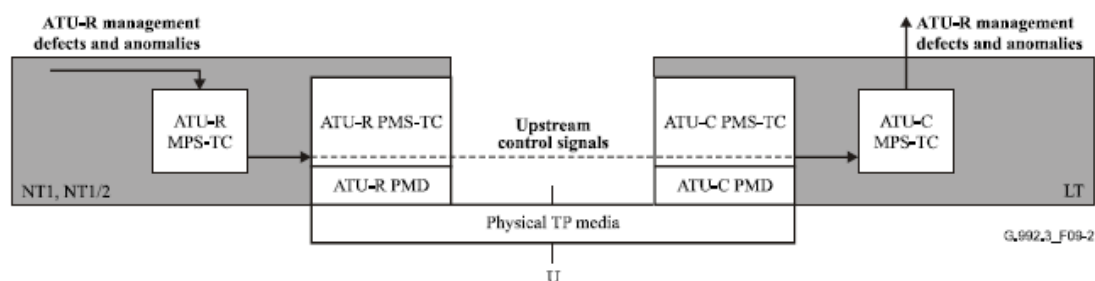 ATU-R management
defects and anomalies
ATU-R management
defects and anomalies
ATU-R
MPS-TC
ATU-R PMS-TC
Upstream
control signals
ATU-C PMS-TC
ATU-C
MPS-TC
NT1, NT1/2
ATU-R PMD
ATU-C PMD
LT
Physical TP media
G.992.3_F09-2
U